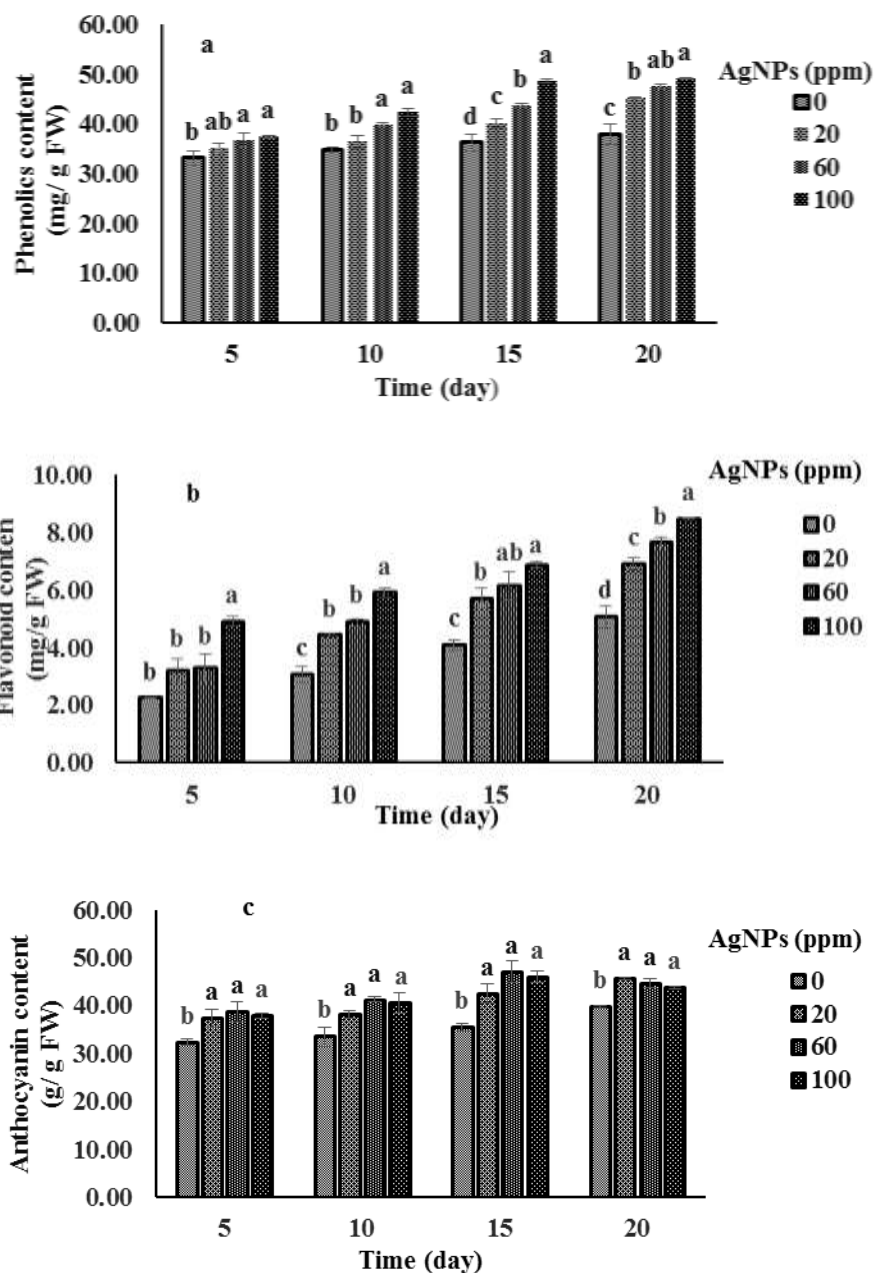 60.00
50.00
40.00
30.00
20.00
10.00
0.00
Phenolics content
(mg/ g FW)
a
b ab a a
b b a a
d c b a
c b ab a
5 10 15 20
Time (day)
AgNPs (ppm)
0
20
60
100
10.00
8.00
6.00
4.00
2.00
0.00
Flavonoid conten
(mg/g FW)
b
b b b a
c b b a
c b ab a
d c b a
5 10 15 20
Time (day)
AgNPs (ppm)
0
20
60
100
60.00
50.00
40.00
30.00
20.00
10.00
0.00
Anthocyanin content
(g/ g FW)
c
b a a a
b a a a
b a a a
b a a a
5 10 15 20
Time (day)
AgNPs (ppm)
0
20
60
100